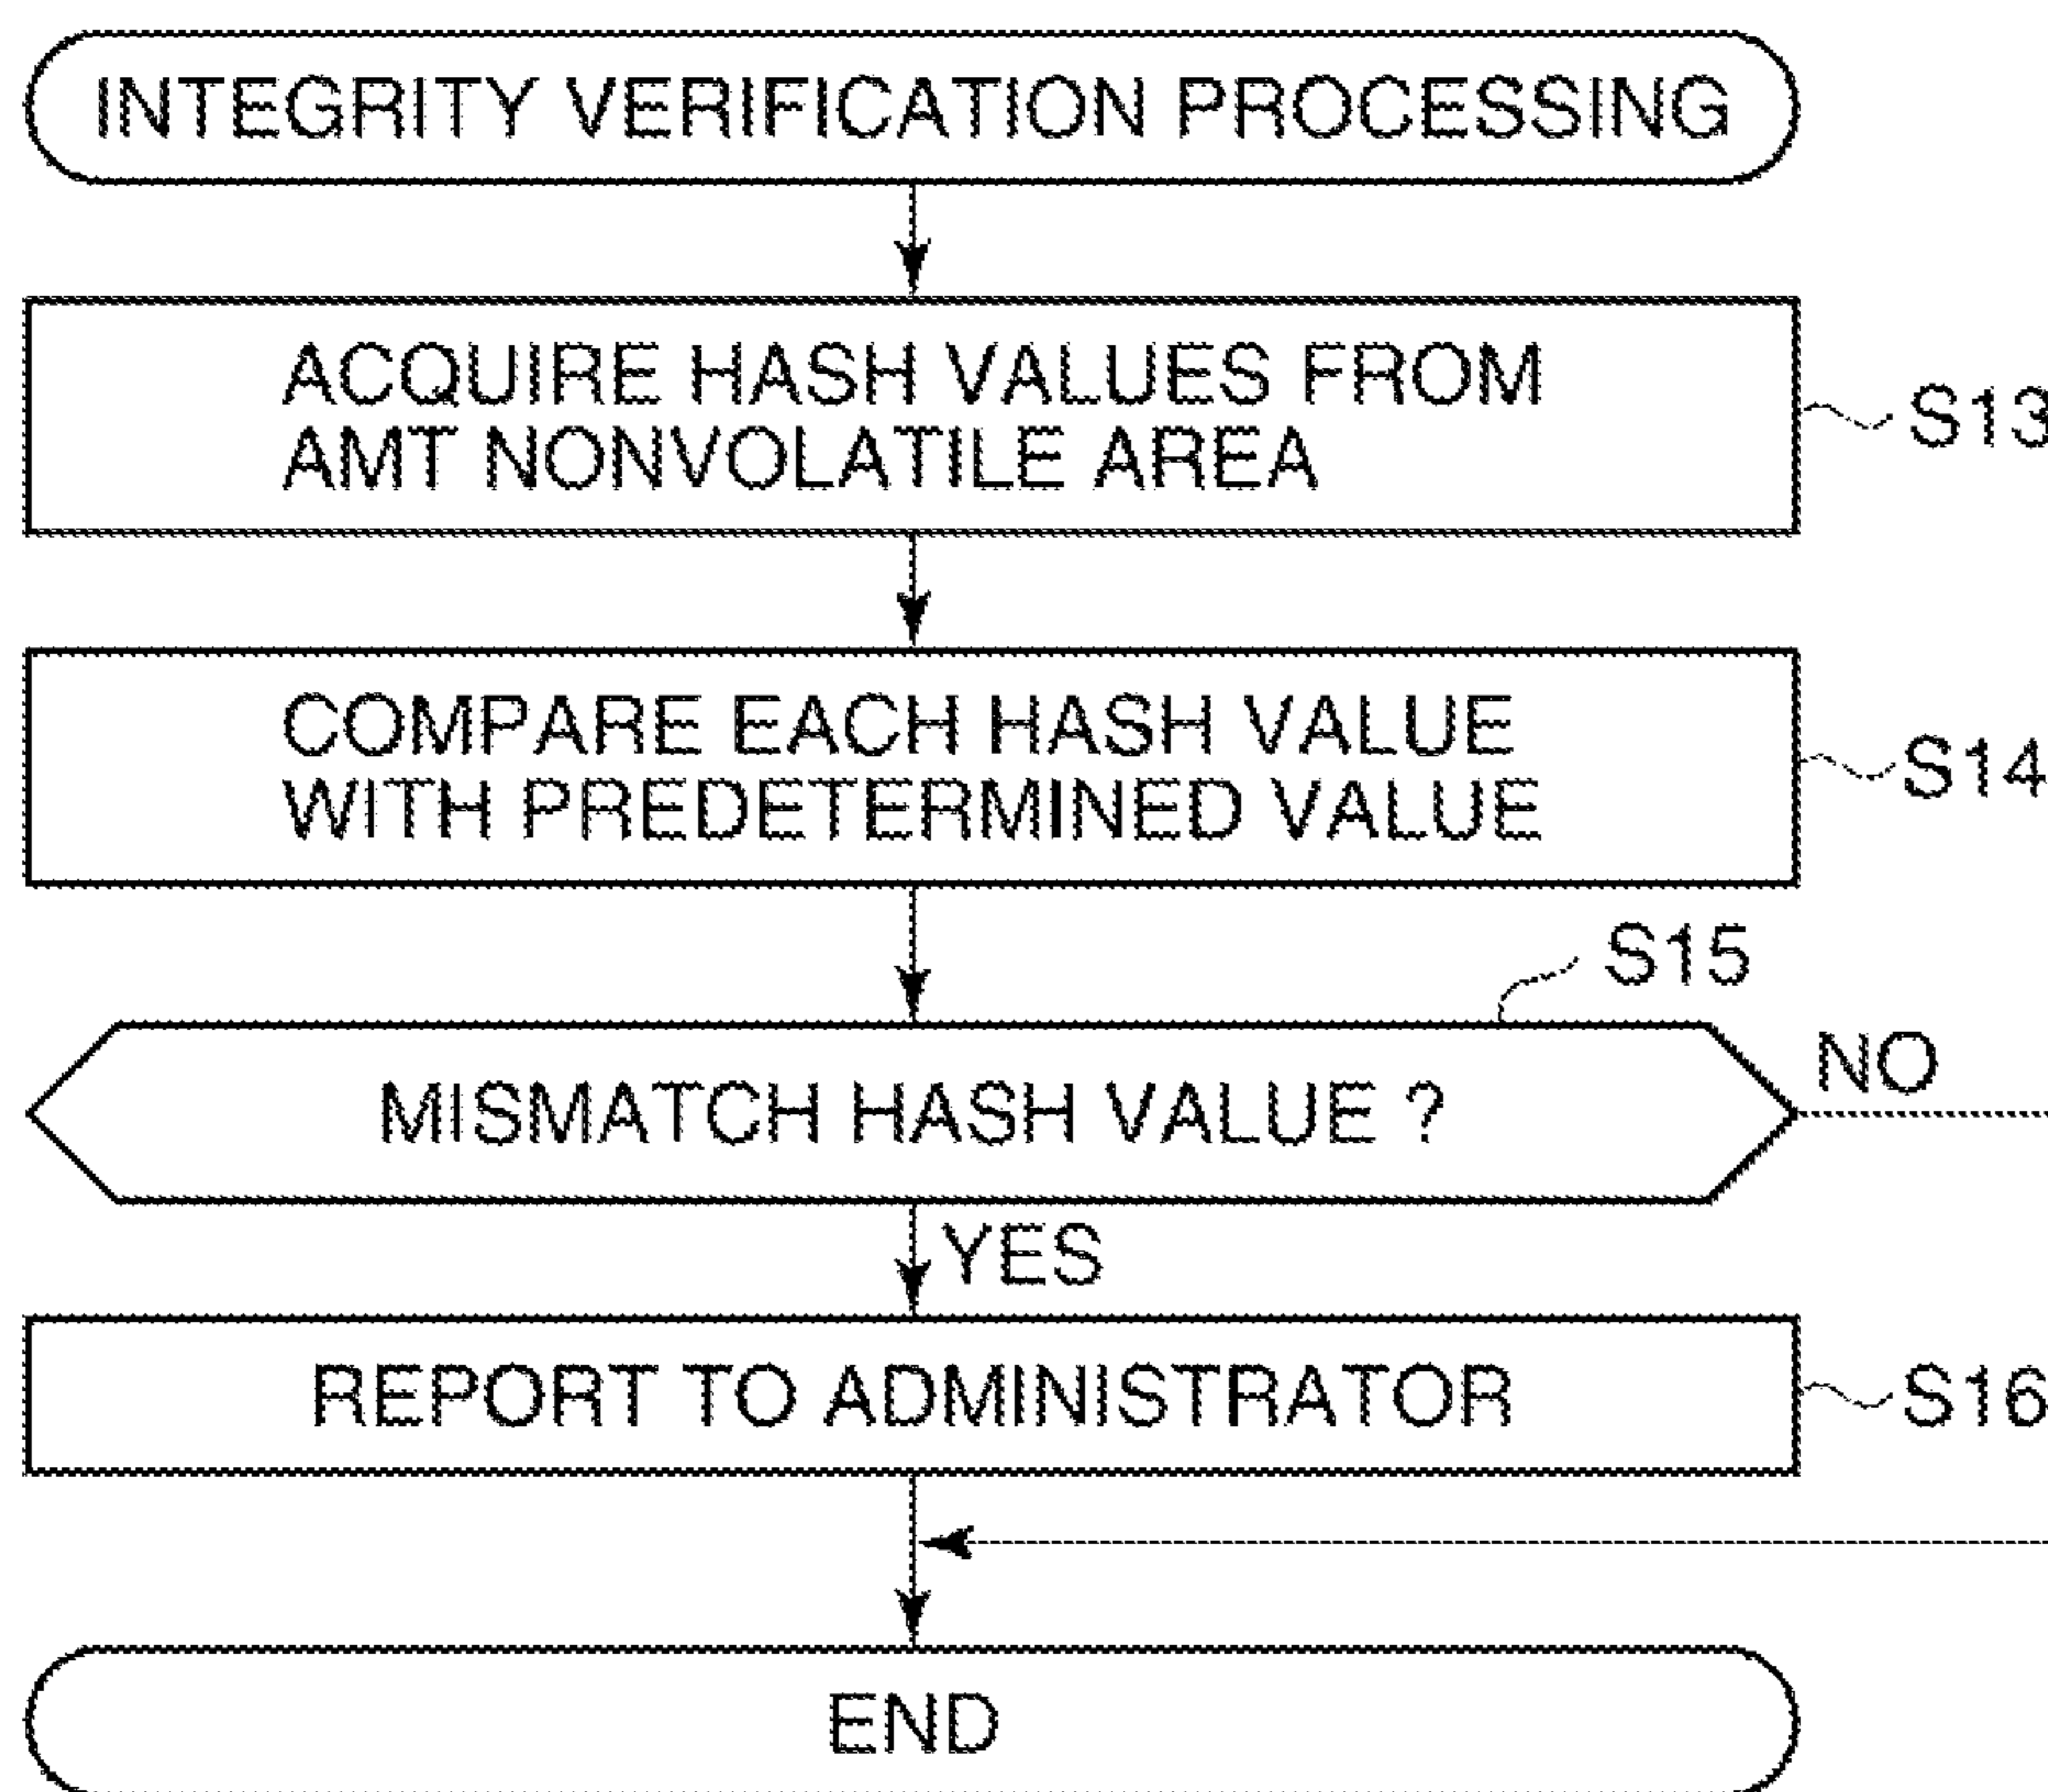 INTEGRITY VERIFICATION PROCESSING
ACQUIRE HASH VALUES FROM
AMT NONVOLATILE AREA
S13
COMPARE EACH HASH VALUE
WITH PREDETERMINED VALUE
S14
S15
MISMATCH HASH VALUE ?
NO
YES
REPORT TO ADMINISTRATOR
S16
END